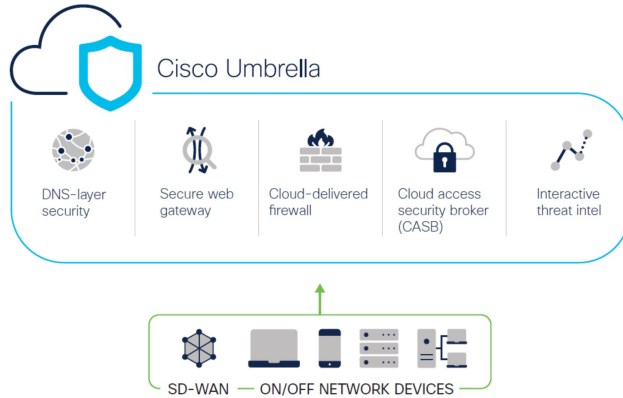 Cisco Umbrella
DNS-layer
security
Secure web
gateway
Cloud-delivered
firewall
Cloud access
security broker
(CASB)
Interactive
threat intel
SD-WAN
ON/OFF NETWORK DEVICES